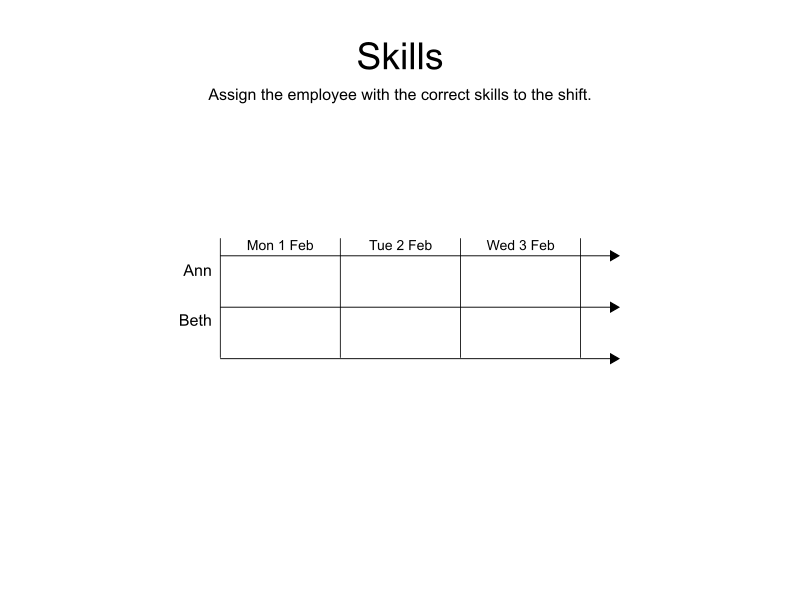 Skills
Assign the employee with the correct skills to the shift.
Mon 1 Feb Tue 2 Feb Wed 3 Feb
Ann
Beth